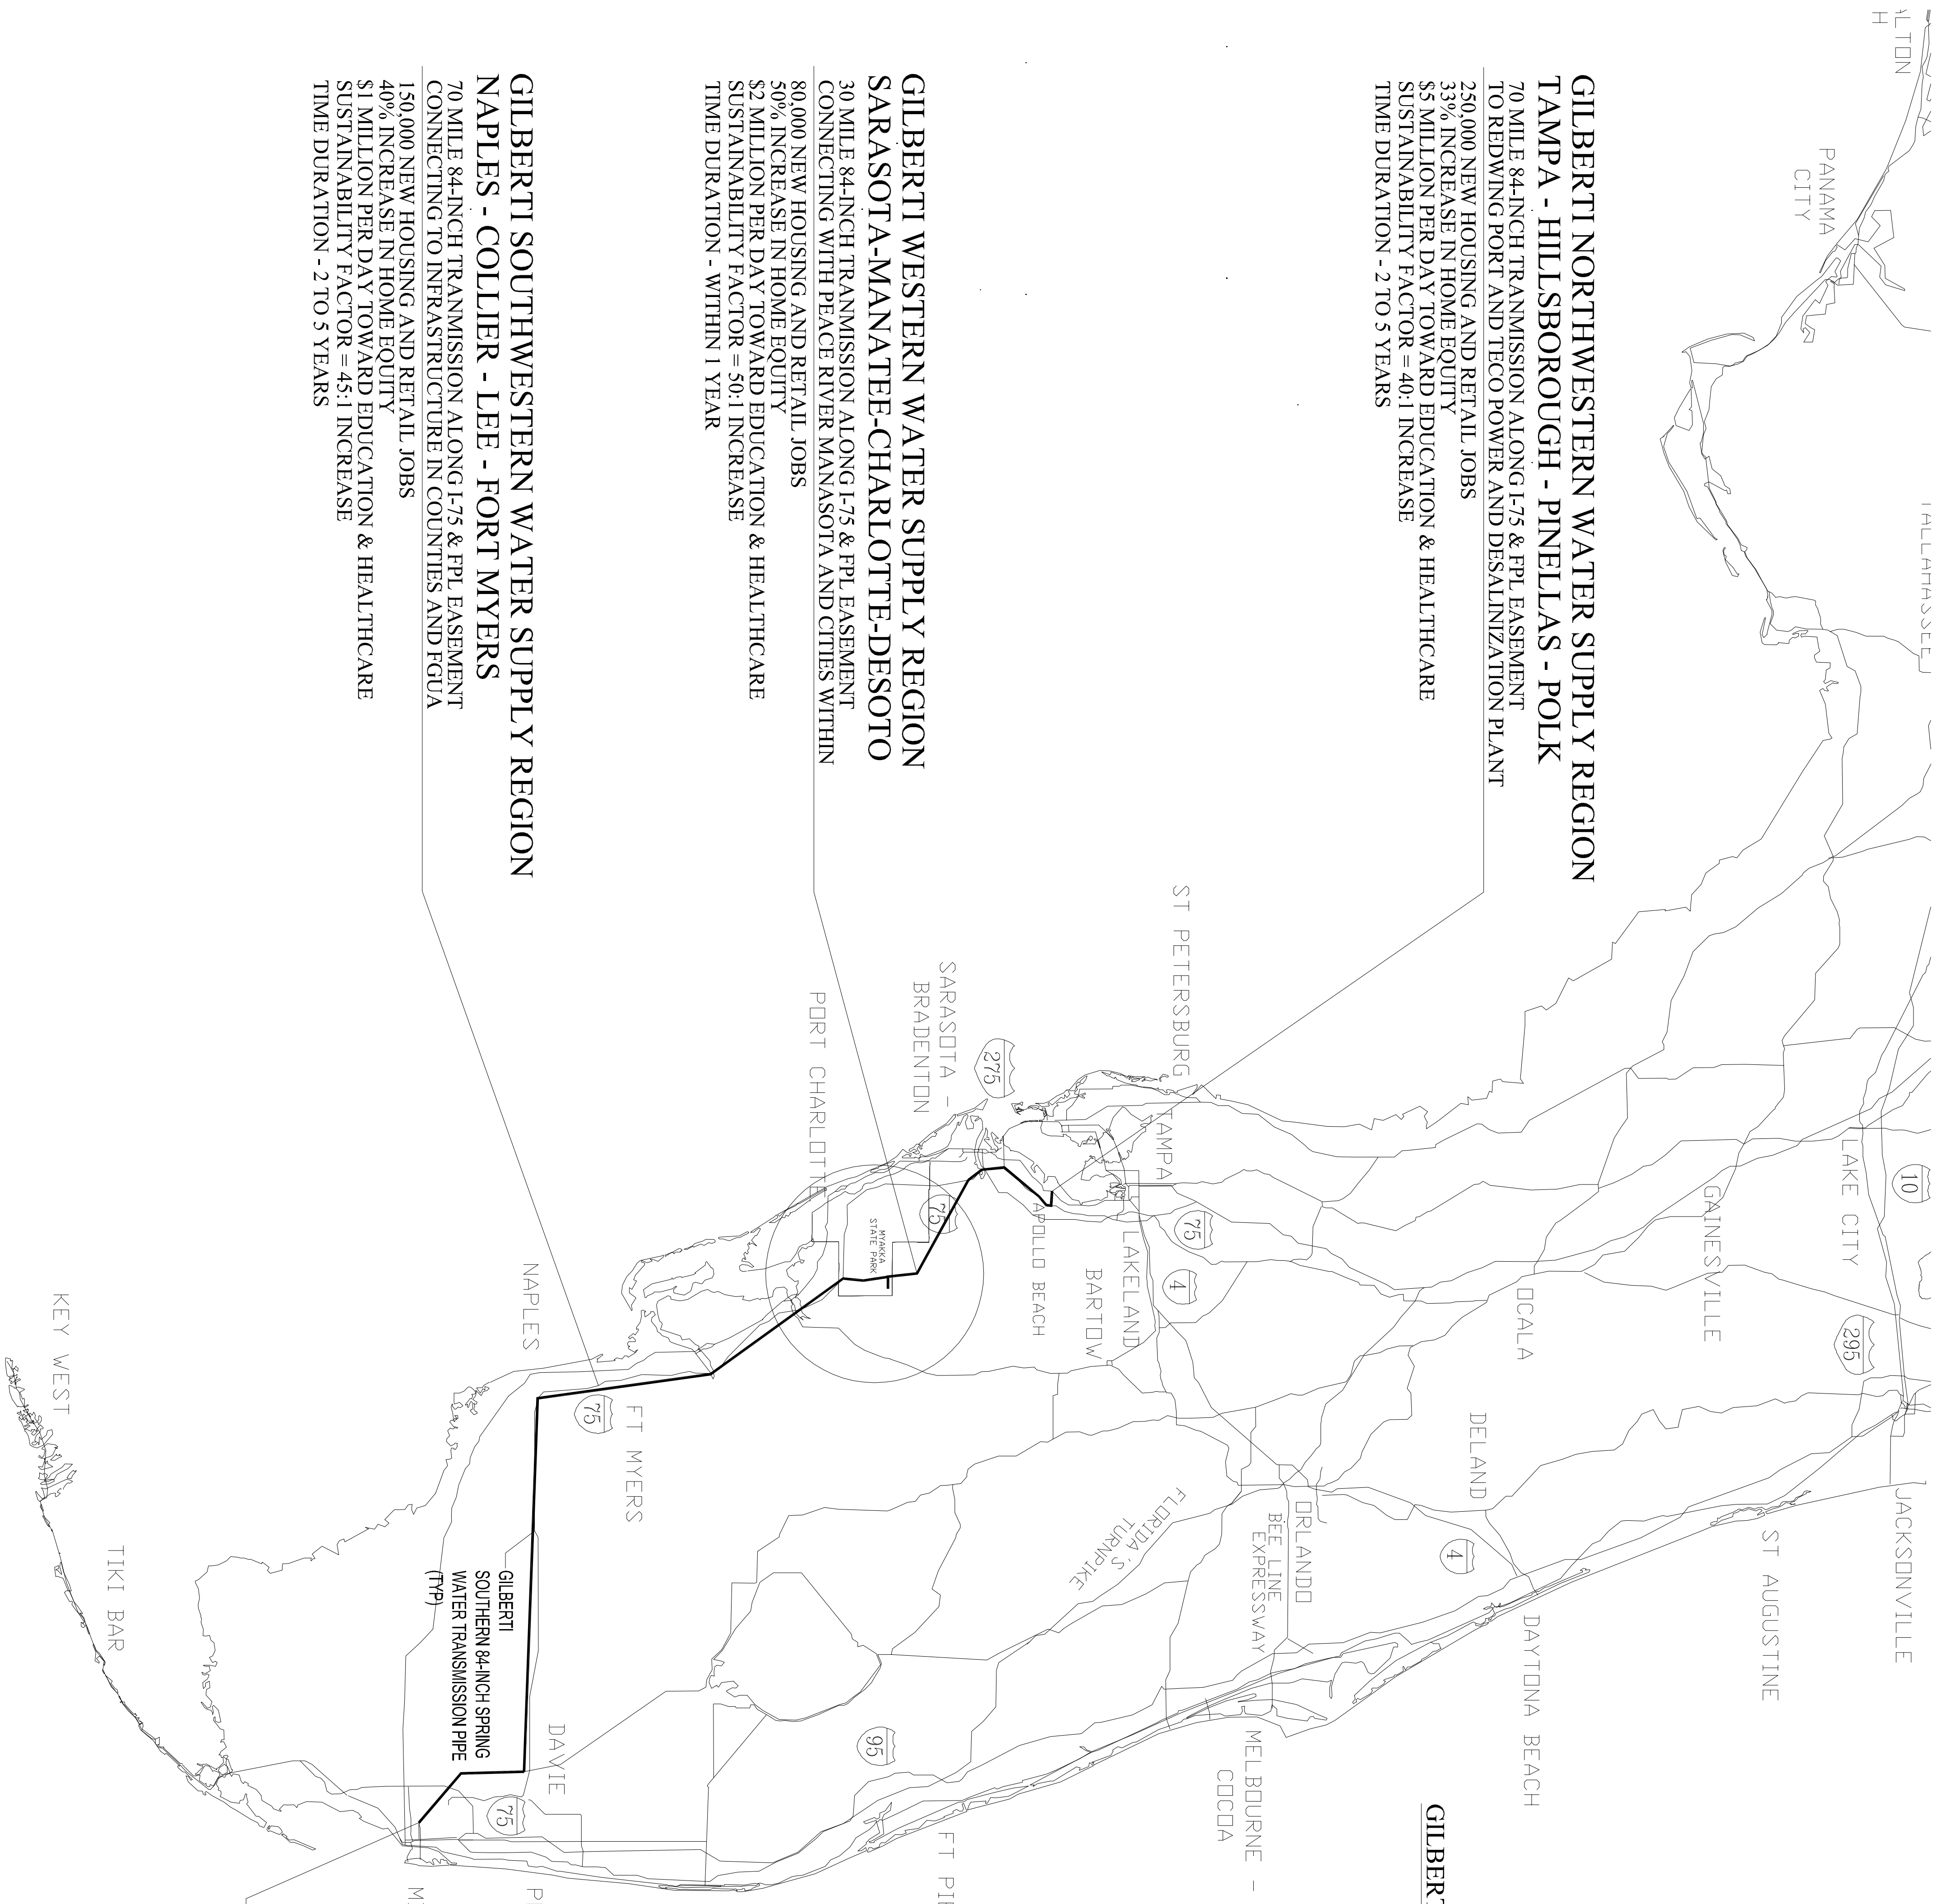 GILBERTI NORTHWESTERN WATER SUPPLY REGION
TAMPA - HILLSBOROUGH - PINELLAS - POLK
70 MILE 84-INCH TRANMISSION ALONG I-75 & FPL EASEMENT
TO REDWING PORT AND TECO POWER AND DESALINIZATION PLANT
250,000 NEW HOUSING AND RETAIL JOBS
33% INCREASE IN HOME EQUITY
$5 MILLION PER DAY TOWARD EDUCATION & HEALTHCARE
SUSTAINABILITY FACTOR = 40:1 INCREASE
TIME DURATION - 2 TO 5 YEARS
GILBERTI WESTERN WATER SUPPLY REGION
SARASOTA-MANATEE-CHARLOTTE-DESOTO
30 MILE 84-INCH TRANMISSION ALONG I-75 & FPL EASEMENT
CONNECTING WITH PEACE RIVER MANASOTA AND CITIES WITHIN
80,000 NEW HOUSING AND RETAIL JOBS
50% INCREASE IN HOME EQUITY
$2 MILLION PER DAY TOWARD EDUCATION & HEALTHCARE
SUSTAINABILITY FACTOR = 50:1 INCREASE
TIME DURATION - WITHIN 1 YEAR
GILBERTI SOUTHWESTERN WATER SUPPLY REGION
NAPLES - COLLIER - LEE - FORT MYERS
70 MILE 84-INCH TRANMISSION ALONG I-75 & FPL EASEMENT
CONNECTING TO INFRASTRUCTURE IN COUNTIES AND FGUA
150,000 NEW HOUSING AND RETAIL JOBS
40% INCREASE IN HOME EQUITY
$1 MILLION PER DAY TOWARD EDUCATION & HEALTHCARE
SUSTAINABILITY FACTOR = 45:1 INCREASE
TIME DURATION - 2 TO 5 YEARS
LTON
H
PANAMA
CITY
TALLAHASSEE
10
LAKE CITY
295
JACKSONVILLE
GAINESVILLE
ST AUGUSTINE
OCALA
DELAND
4
DAYTONA BEACH
ST PETERSBURG
TAMPA
75
4
LAKELAND
BARTOW
APOLLO BEACH
ORLANDO
BEE LINE
EXPRESSWAY
MELBOURNE -
COCOA
FLORIDA'S
TURNPIKE
275
SARASOTA -
BRADENTON
75
MYAKKA
STATE PARK
PORT CHARLOTTE
95
FT PI
FT MYERS
75
NAPLES
DAVIE
75
GILBERTI
SOUTHERN 84-INCH SPRING
WATER TRANSMISSION PIPE
(TYP)
KEY WEST
TIKI BAR
GILBERT